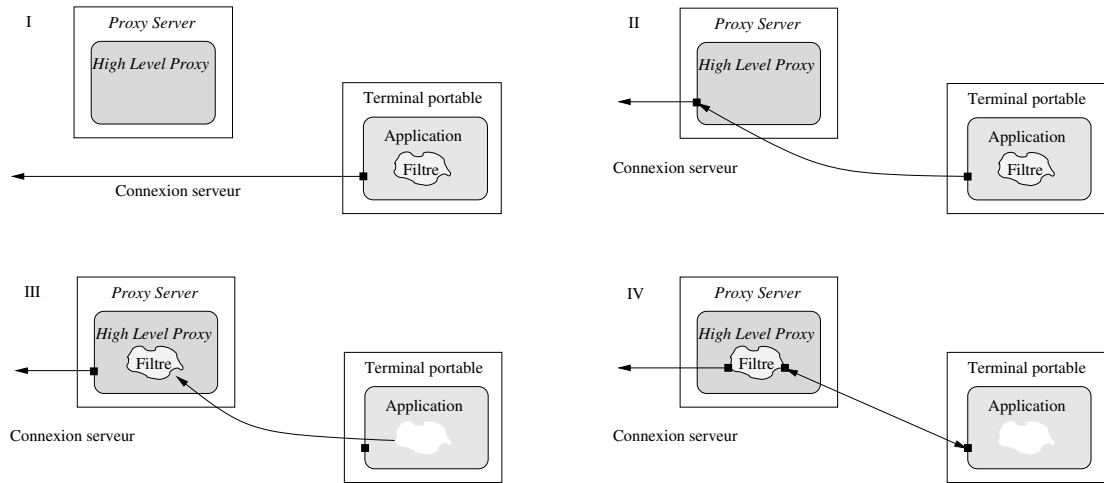 I
Proxy Server
High Level Proxy
Terminal portable
Application
Filtre
Connexion serveur
II
Proxy Server
High Level Proxy
Terminal portable
Application
Filtre
Connexion serveur
III
Proxy Server
High Level Proxy
Filtre
Terminal portable
Application
Connexion serveur
IV
Proxy Server
High Level Proxy
Filtre
Terminal portable
Application
Connexion serveur